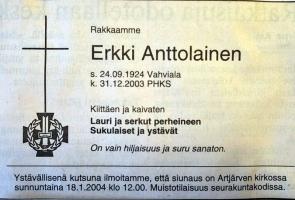 Rakkaamme
Erkki Anttolainen
s. 24.09.1924 Vahviala
k. 31.12.2003 PHKS
Kiittäen ja kaivaten
Lauri ja serkut perheineen
Sukulaiset ja ystävät
On vain hiljaisuus ja suru sanaton.
Ystävällisenä kutsuna ilmoitamme, että siunaus on Artjärven kirkossa
sunnuntaina 18.1.2004 klo 12.00. Muistotilaisuus seurakuntakodissa.